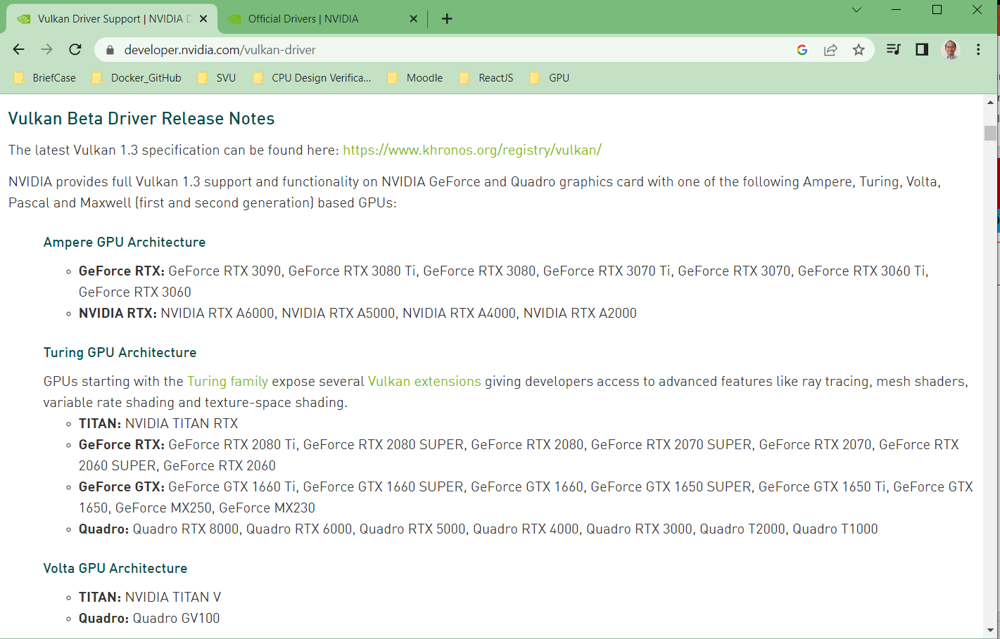 Vulkan Driver Support | NVIDIA D
Official Drivers | NVIDIA
developer.nvidia.com/vulkan-driver
BriefCase Docker_GitHub SVU CPU Design Verifica... Moodle ReactJS GPU
Vulkan Beta Driver Release Notes
The latest Vulkan 1.3 specification can be found here: https://www.khronos.org/registry/vulkan/
NVIDIA provides full Vulkan 1.3 support and functionality on NVIDIA GeForce and Quadro graphics card with one of the following Ampere, Turing, Volta,
Pascal and Maxwell (first and second generation) based GPUs:
Ampere GPU Architecture
GeForce RTX: GeForce RTX 3090, GeForce RTX 3080 Ti, GeForce RTX 3080, GeForce RTX 3070 Ti, GeForce RTX 3070, GeForce RTX 3060 Ti,
GeForce RTX 3060
NVIDIA RTX: NVIDIA RTX A6000, NVIDIA RTX A5000, NVIDIA RTX A4000, NVIDIA RTX A2000
Turing GPU Architecture
GPUs starting with the Turing family expose several Vulkan extensions giving developers access to advanced features like ray tracing, mesh shaders,
variable rate shading and texture-space shading.
TITAN: NVIDIA TITAN RTX
GeForce RTX: GeForce RTX 2080 Ti, GeForce RTX 2080 SUPER, GeForce RTX 2080, GeForce RTX 2070 SUPER, GeForce RTX 2070, GeForce RTX
2060 SUPER, GeForce RTX 2060
GeForce GTX: GeForce GTX 1660 Ti, GeForce GTX 1660 SUPER, GeForce GTX 1660, GeForce GTX 1650 SUPER, GeForce GTX 1650 Ti, GeForce GTX
1650, GeForce MX250, GeForce MX230
Quadro: Quadro RTX 8000, Quadro RTX 6000, Quadro RTX 5000, Quadro RTX 4000, Quadro RTX 3000, Quadro T2000, Quadro T1000
Volta GPU Architecture
TITAN: NVIDIA TITAN V
Quadro: Quadro GV100